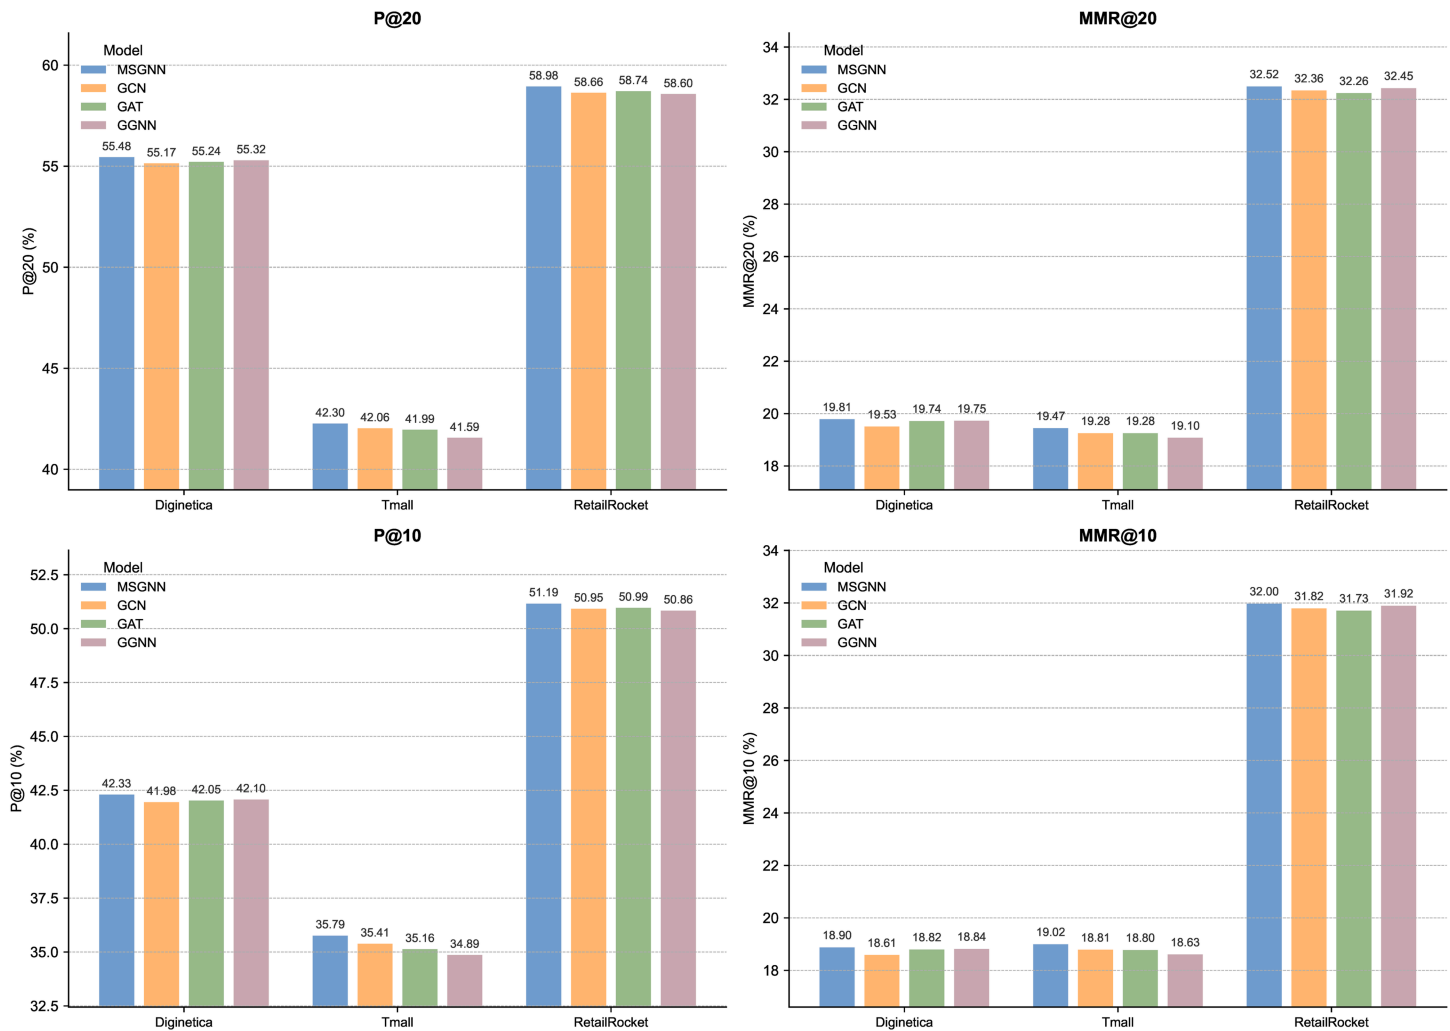 P@20
Model
MSGNN
GCN
GAT
GGNN
P@20 (%)
60
55
50
45
40
55.48 55.17 55.24 55.32
42.30 42.06 41.99 41.59
58.98 58.66 58.74 58.60
Diginetica Tmall RetailRocket
MMR@20
Model
MSGNN
GCN
GAT
GGNN
MMR@20 (%)
34
32
30
28
26
24
22
20
18
19.81 19.53 19.74 19.75
19.47 19.28 19.28 19.10
32.52 32.36 32.26 32.45
Diginetica Tmall RetailRocket
P@10
Model
MSGNN
GCN
GAT
GGNN
P@10 (%)
52.5
50.0
47.5
45.0
42.5
40.0
37.5
35.0
32.5
42.33 41.98 42.05 42.10
35.79 35.41 35.16 34.89
51.19 50.95 50.99 50.86
Diginetica Tmall RetailRocket
MMR@10
Model
MSGNN
GCN
GAT
GGNN
MMR@10 (%)
34
32
30
28
26
24
22
20
18
18.90 18.61 18.82 18.84
19.02 18.81 18.80 18.63
32.00 31.82 31.73 31.92
Diginetica Tmall RetailRocket